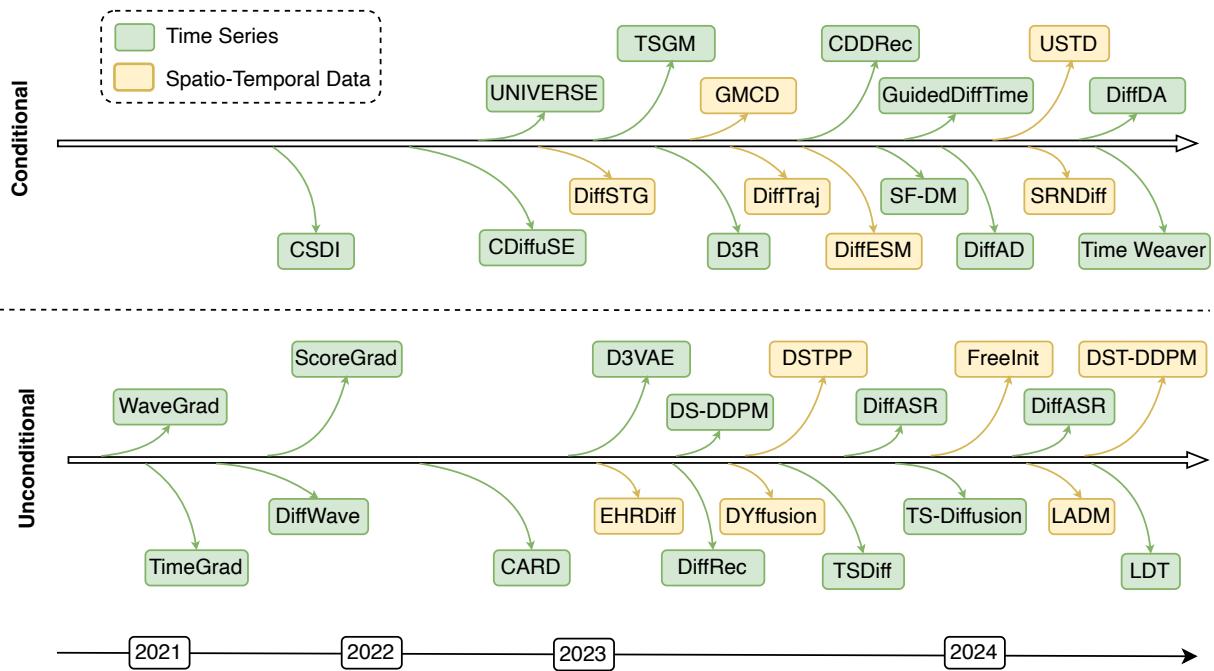 Time Series
Spatio-Temporal Data
Conditional
TSGM
CDDRec
USTD
UNIVERSE
GMCD
GuidedDiffTime
DiffDA
DiffSTG
DiffTraj
SF-DM
SRNDiff
CSDI
CDiffuSE
D3R
DiffESM
DiffAD
Time Weaver
Unconditional
ScoreGrad
D3VAE
DSTPP
FreeInit
DST-DDPM
WaveGrad
DS-DDPM
DiffASR
DiffASR
DiffWave
EHRDiff
DYffusion
TS-Diffusion
LADM
TimeGrad
CARD
DiffRec
TSDiff
LDT
2021
2022
2023
2024